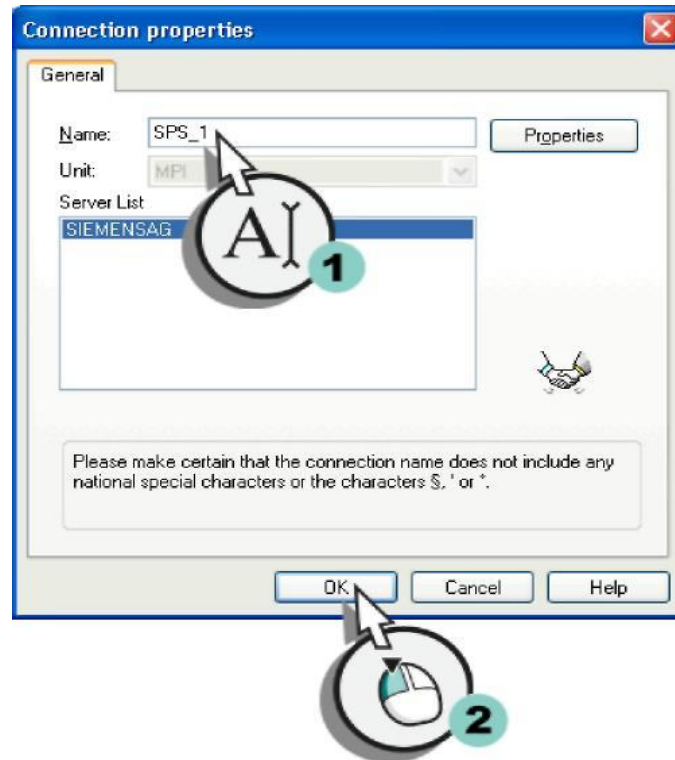 Connection properties
General
Name: SPS_1 Properties
Unit: MPI
Server List
SIEMENSAG
A
1
Please make certain that the connection name does not include any
national special characters or the characters §, ' or *.
OK Cancel Help
2